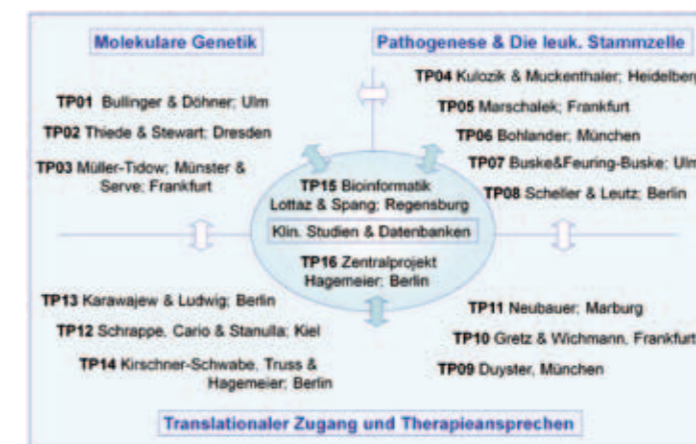 Molekulare Genetik
TP01 Bullinger & Döhner; Ulm
TP02 Thiede & Stewart; Dresden
TP03 Müller-Tidow; Münster &
Serve; Frankfurt
Pathogenese & Die leuk. Stammzelle
TP04 Kulozik & Muckenthaler; Heidelberg
TP05 Marschalek; Frankfurt
TP06 Bohlander; München
TP07 Buske&Feuring-Buske; Ulm
TP08 Scheller & Leutz; Berlin
TP15 Bioinformatik
Lottaz & Spang; Regensburg
Klin. Studien & Datenbanken
TP16 Zentralprojekt
Hagemeier; Berlin
TP13 Karawajew & Ludwig; Berlin
TP12 Schrappe, Cario & Stanulla; Kiel
TP14 Kirschner-Schwabe, Truss &
Hagemeier; Berlin
TP11 Neubauer; Marburg
TP10 Gretz & Wichmann, Frankfurt
TP09 Duyster, München
Translationaler Zugang und Therapieansprechen